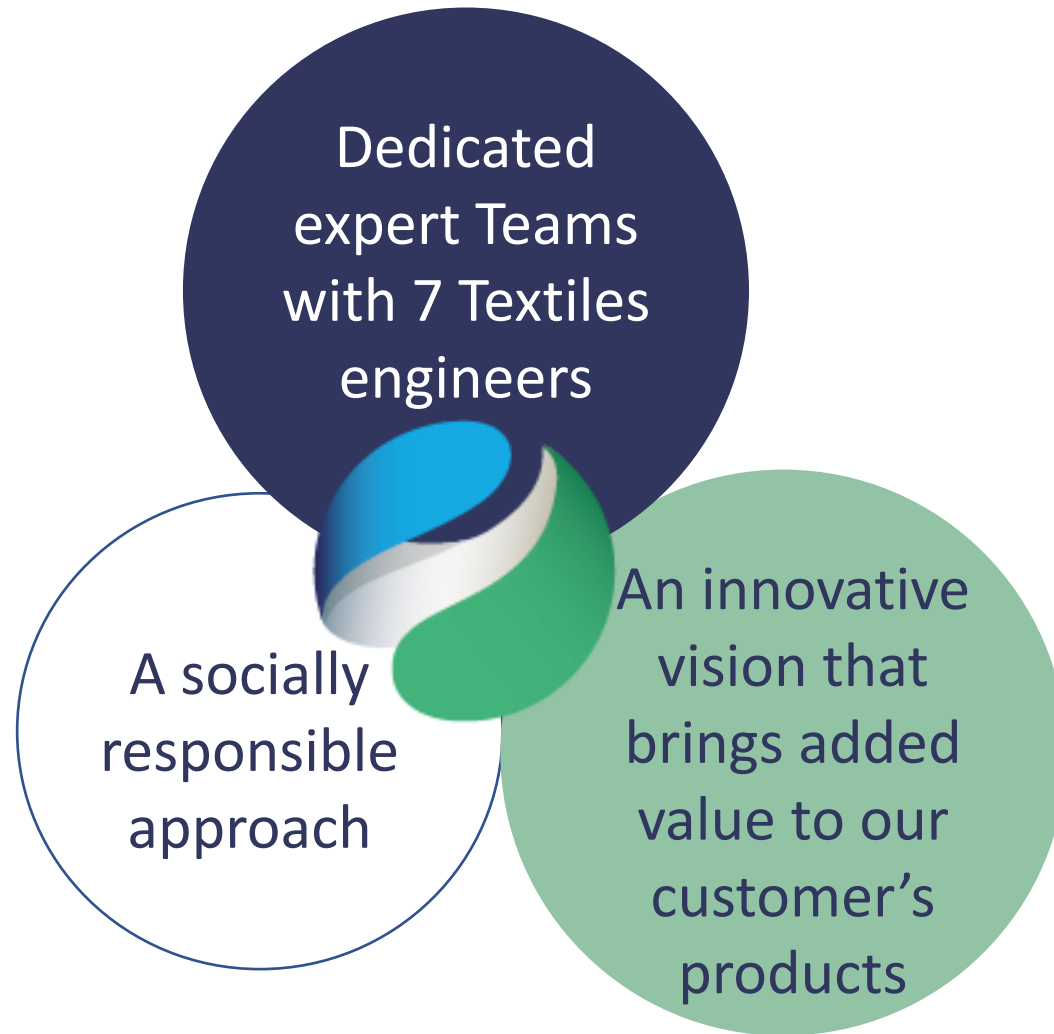 Dedicated
expert Teams
with 7 Textiles
engineers
A socially
responsible
approach
An innovative
vision that
brings added
value to our
customer’s
products